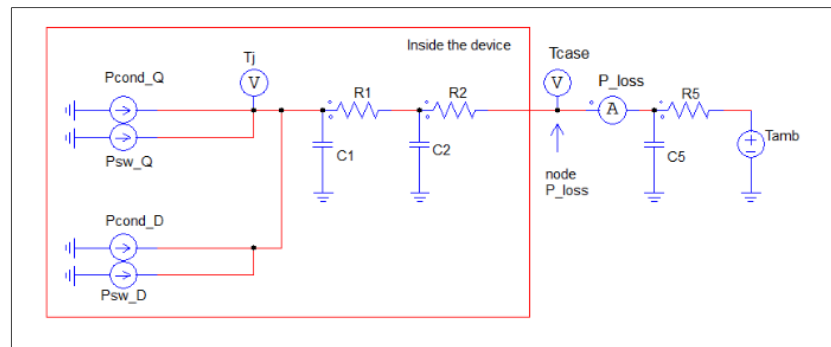 Inside the device
Tj
Tcase
Pcond_Q
V
V
P_loss
R1
R2
R5
A
Psw_Q
C1
C2
C5
Tamb
node
P_loss
Pcond_D
Psw_D